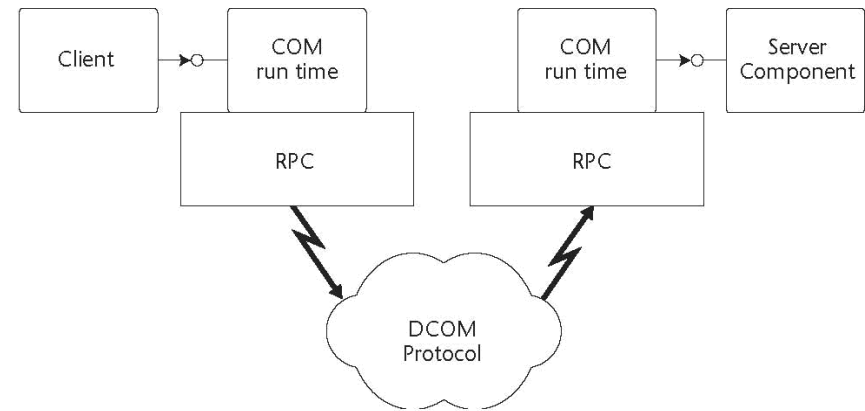 Client
COM
run time
COM
run time
Server
Component
RPC
RPC
DCOM
Protocol